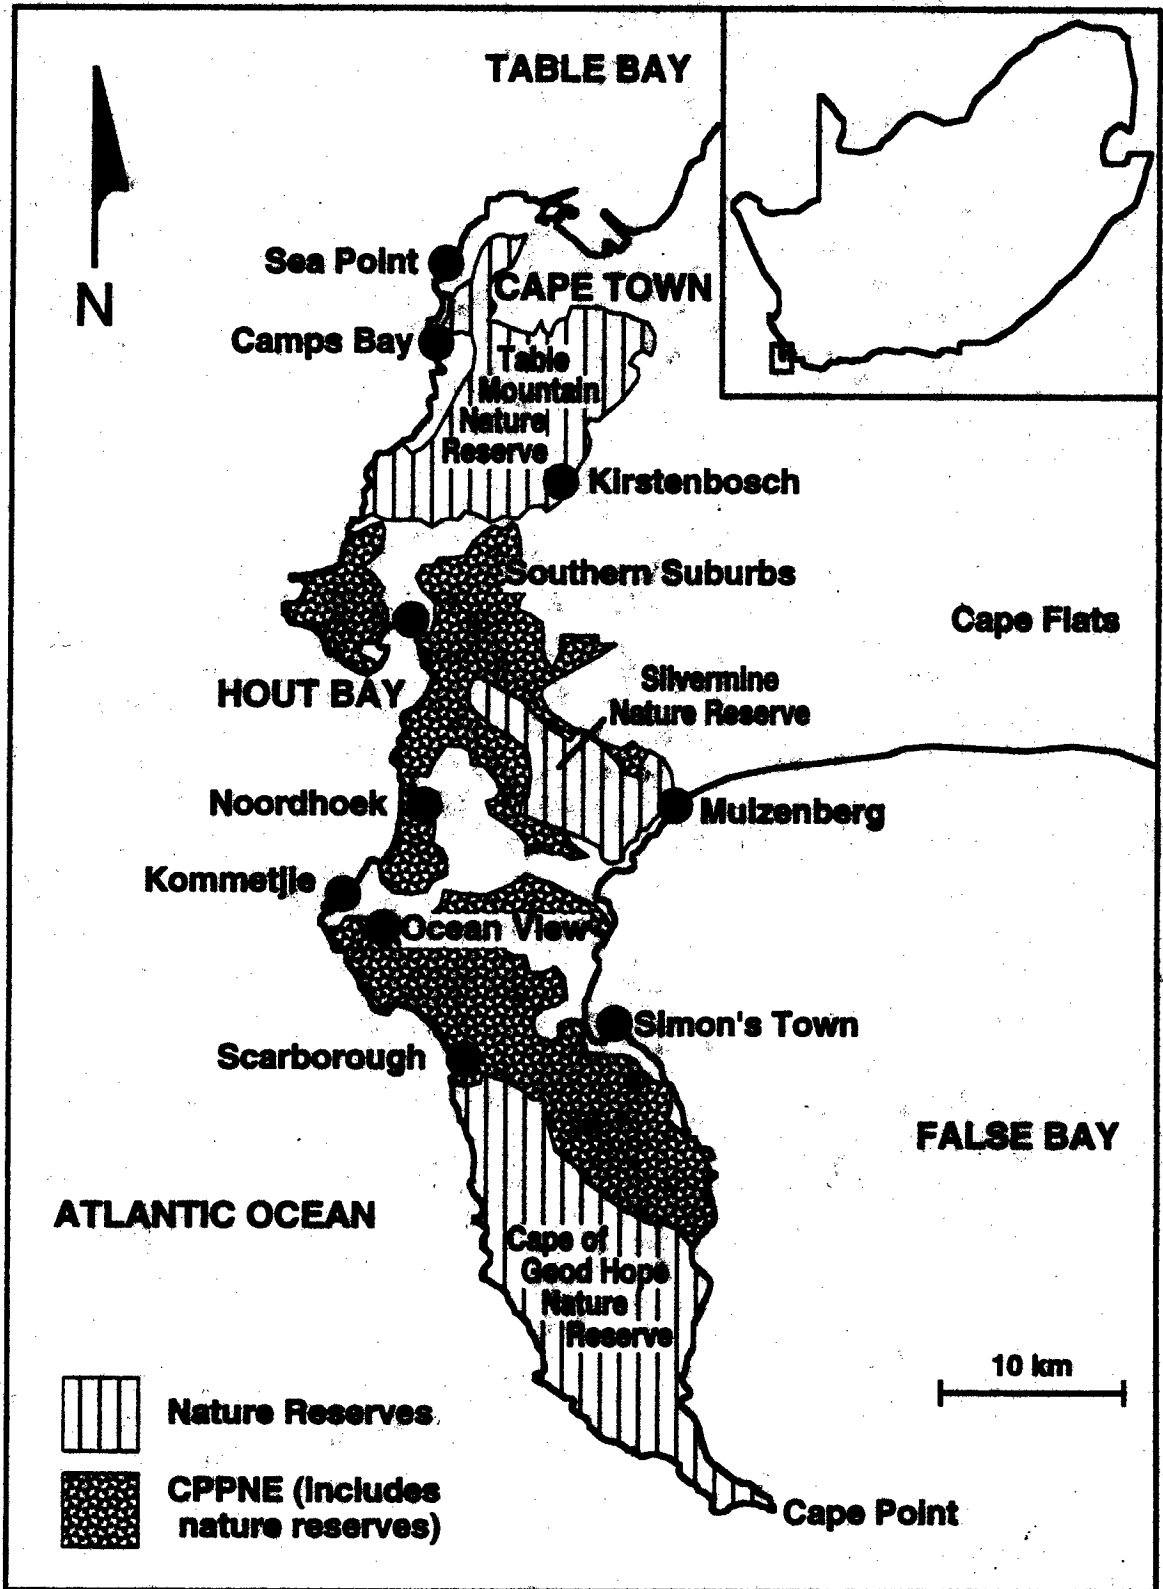 TABLE BAY
N
Sea Point
CAPE TOWN
Camps Bay
Table
Mountain
Nature
Reserve
Kirstenbosch
Southern Suburbs
Cape Flats
Silvermine
Nature Reserve
HOUT BAY
Noordhoek
Muizenberg
Kommetjie
Ocean View
Simon's Town
Scarborough
FALSE BAY
ATLANTIC OCEAN
Cape of
Good Hope
Nature
Reserve
10 km
Nature Reserves
CPPNE (includes
nature reserves)
Cape Point